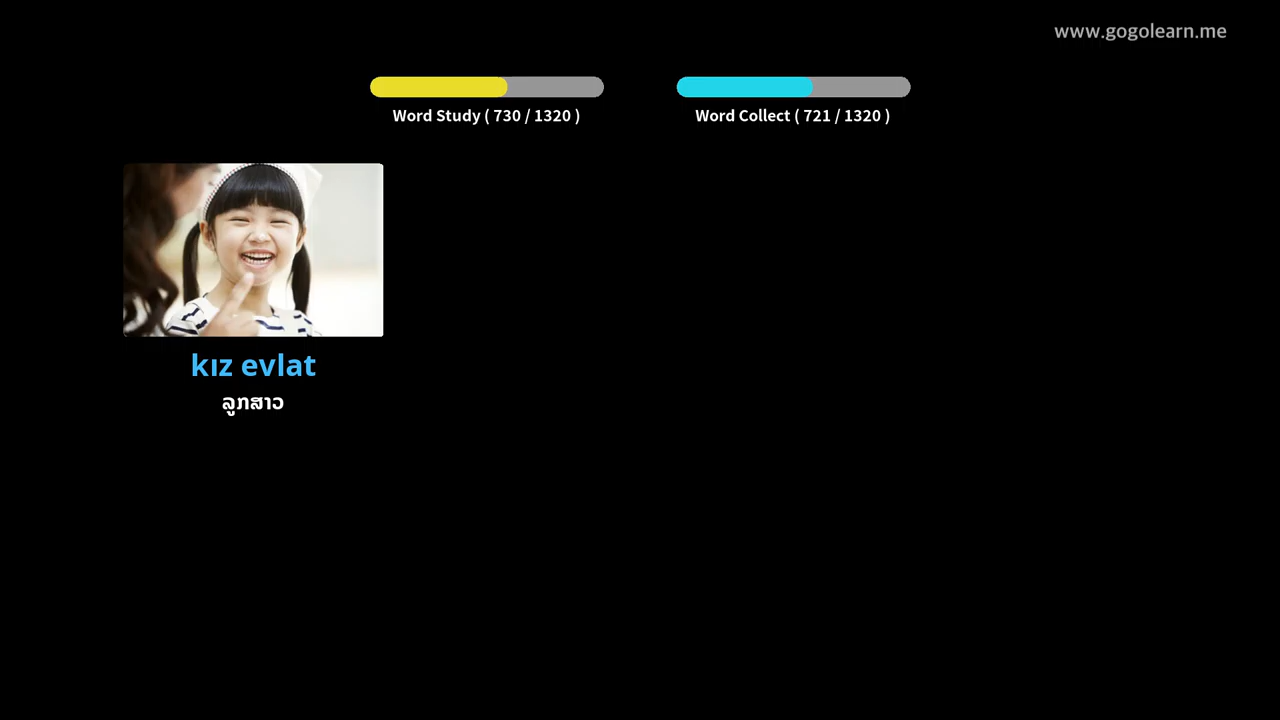 www.gogolearn.me
Word Study ( 730 / 1320 )
Word Collect ( 721 / 1320 )
kız evlat
ລູກສາວ